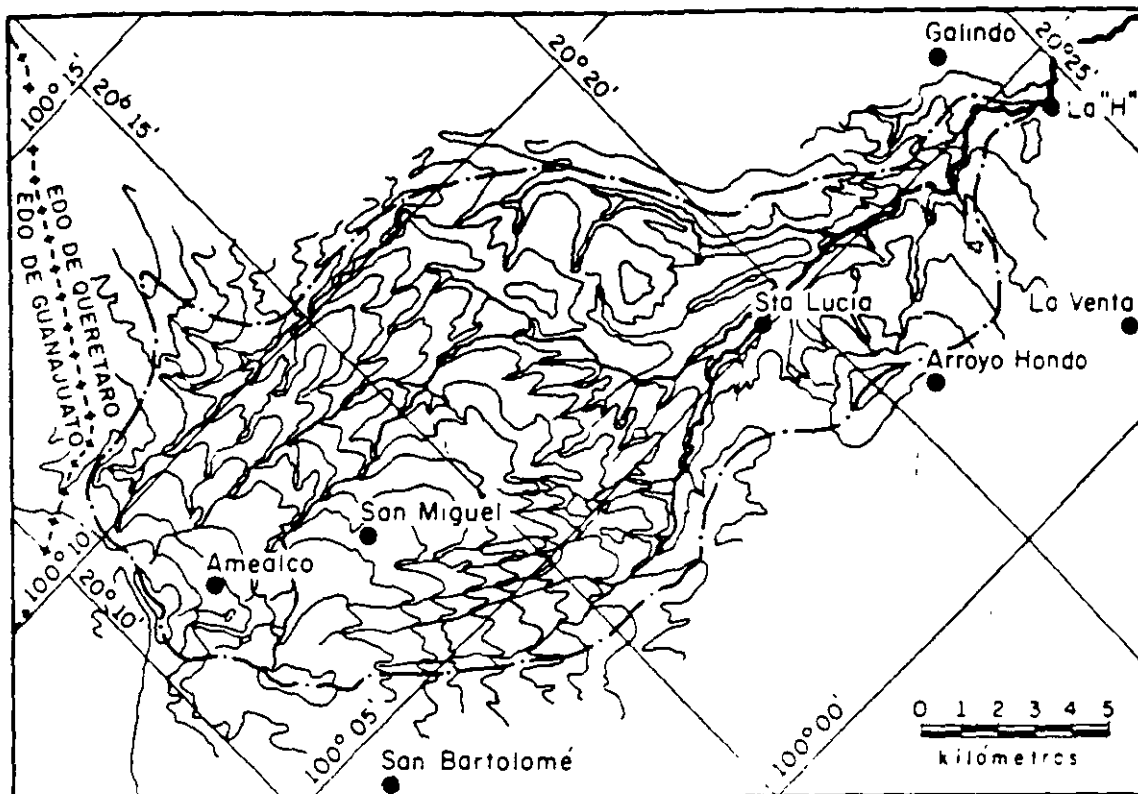 Galindo
20° 25'
La "H"
20° 20'
100° 15'
20° 15'
EDO DE QUERETARO
EDO DE GUANAJUATO
Sta Lucía
La Venta
Arroyo Hondo
San Miguel
Amealco
100° 10'
20° 10'
100° 05'
100° 00'
San Bartolomé
0 1 2 3 4 5
kilómetros